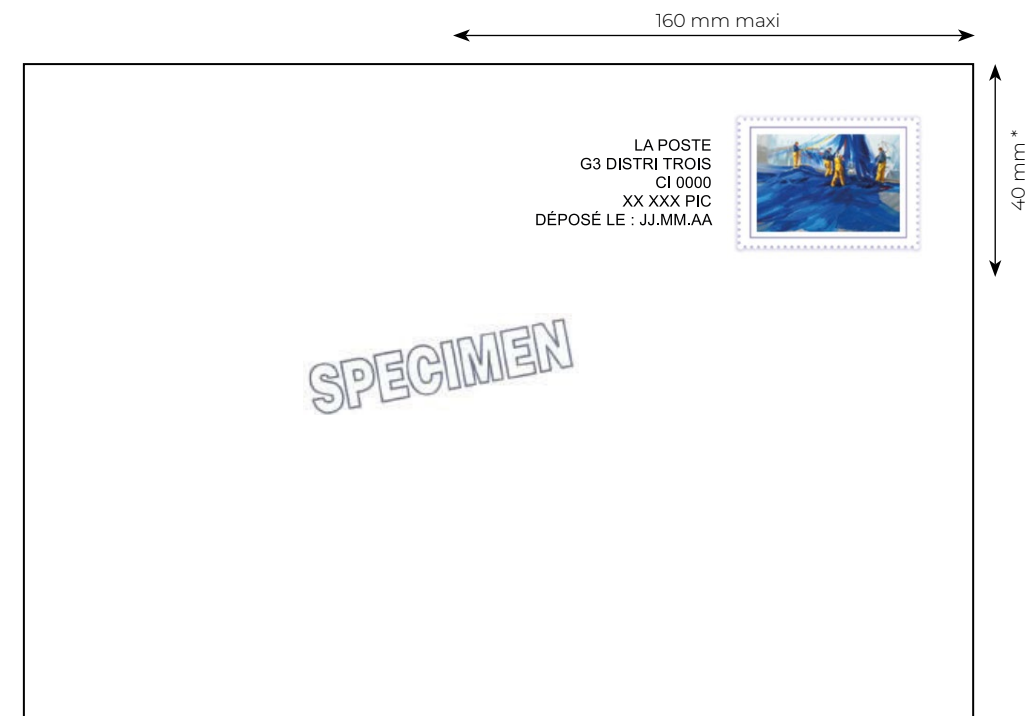 160 mm maxi
40 mm *
LA POSTE
G3 DISTRI TROIS
CI 0000
XX XXX PIC
DÉPOSÉ LE : JJ.MM.AA
SPECIMEN